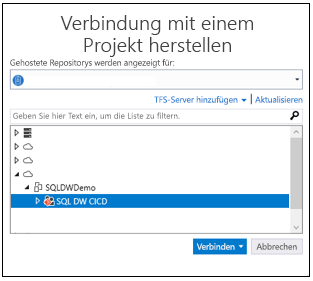 Verbindung mit einem
Projekt herstellen
Gehostete Repositorys werden angezeigt für:
TFS-Server hinzufügen | Aktualisieren
Geben Sie hier Text ein, um die Liste zu filtern.
SQLDWDemo
SQL DW CICD
Verbinden
Abbrechen